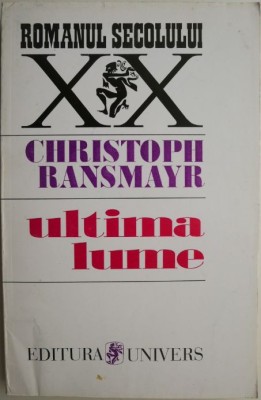 ROMANUL SECOLULUI
XX
CHRISTOPH
RANSMAYR
ultima
lume
EDITURA UNIVERS